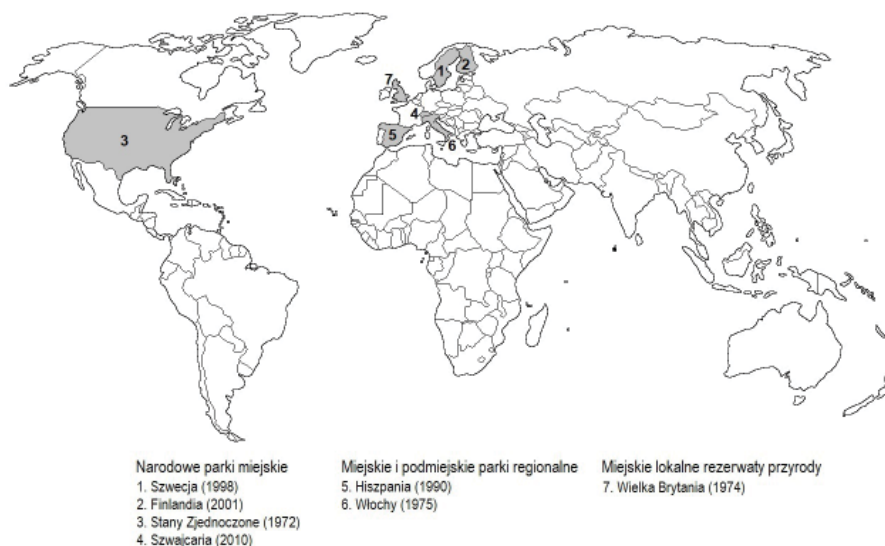 7
1
2
4
3
5
6
Narodowe parki miejskie
1. Szwecja (1998)
2. Finlandia (2001)
3. Stany Zjednoczone (1972)
4. Szwajcaria (2010)
Miejskie i podmiejskie parki regionalne
5. Hiszpania (1990)
6. Włochy (1975)
Miejskie lokalne rezerwaty przyrody
7. Wielka Brytania (1974)